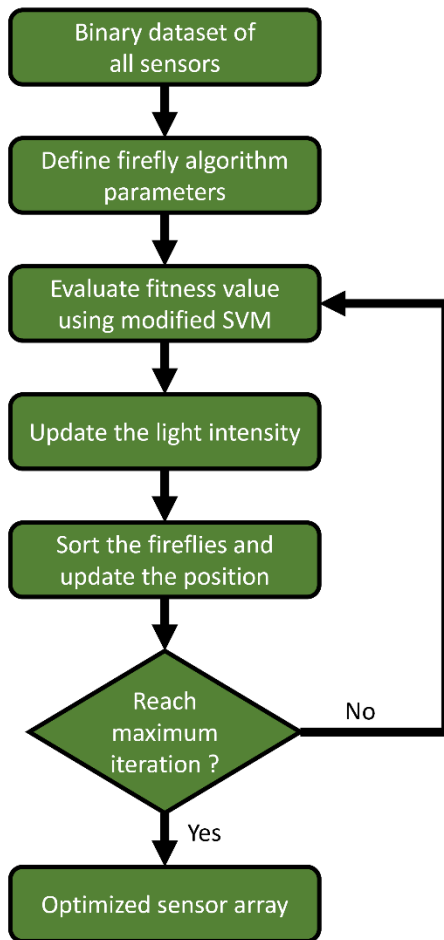 Binary dataset of
all sensors
Define firefly algorithm
parameters
Evaluate fitness value
using modified SVM
Update the light intensity
Sort the fireflies and
update the position
Reach
maximum
iteration ?
No
Yes
Optimized sensor array